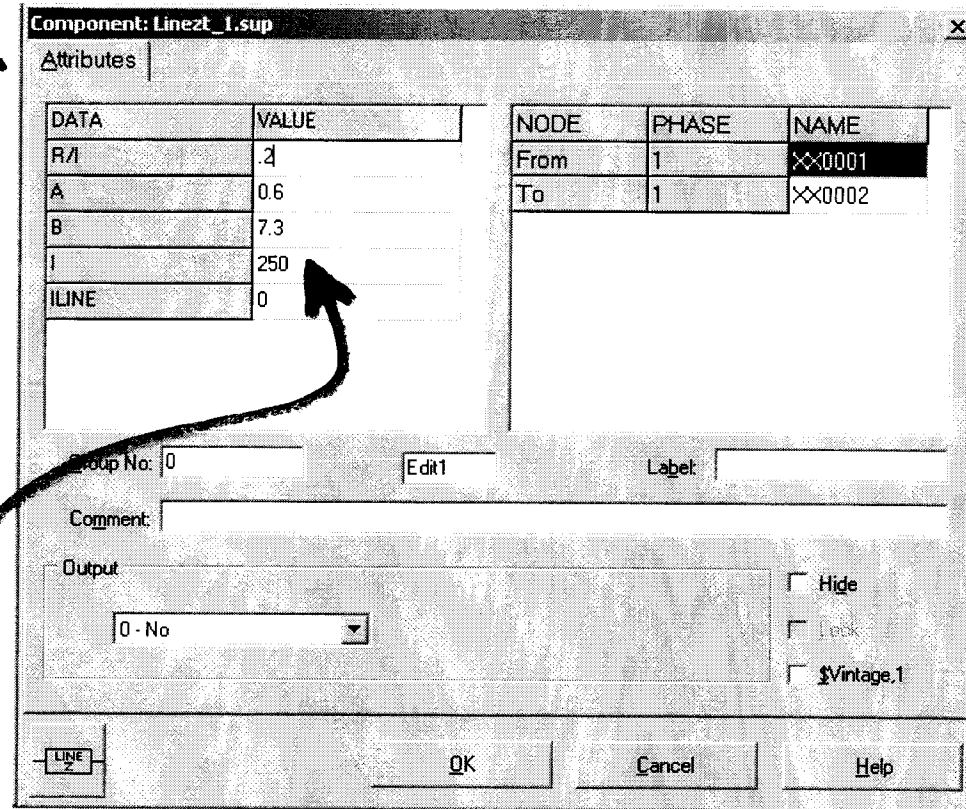 Component: Linezt_1.sup
Attributes
DATA VALUE
R/l .2
A 0.6
B 7.3
l 250
ILINE 0
NODE PHASE NAME
From 1 XX0001
To 1 XX0002
Group No: 0 Edit1 Label:
Comment:
Output
0 - No
Hide
Lock
$Vintage,1
LINE
Z
OK Cancel Help